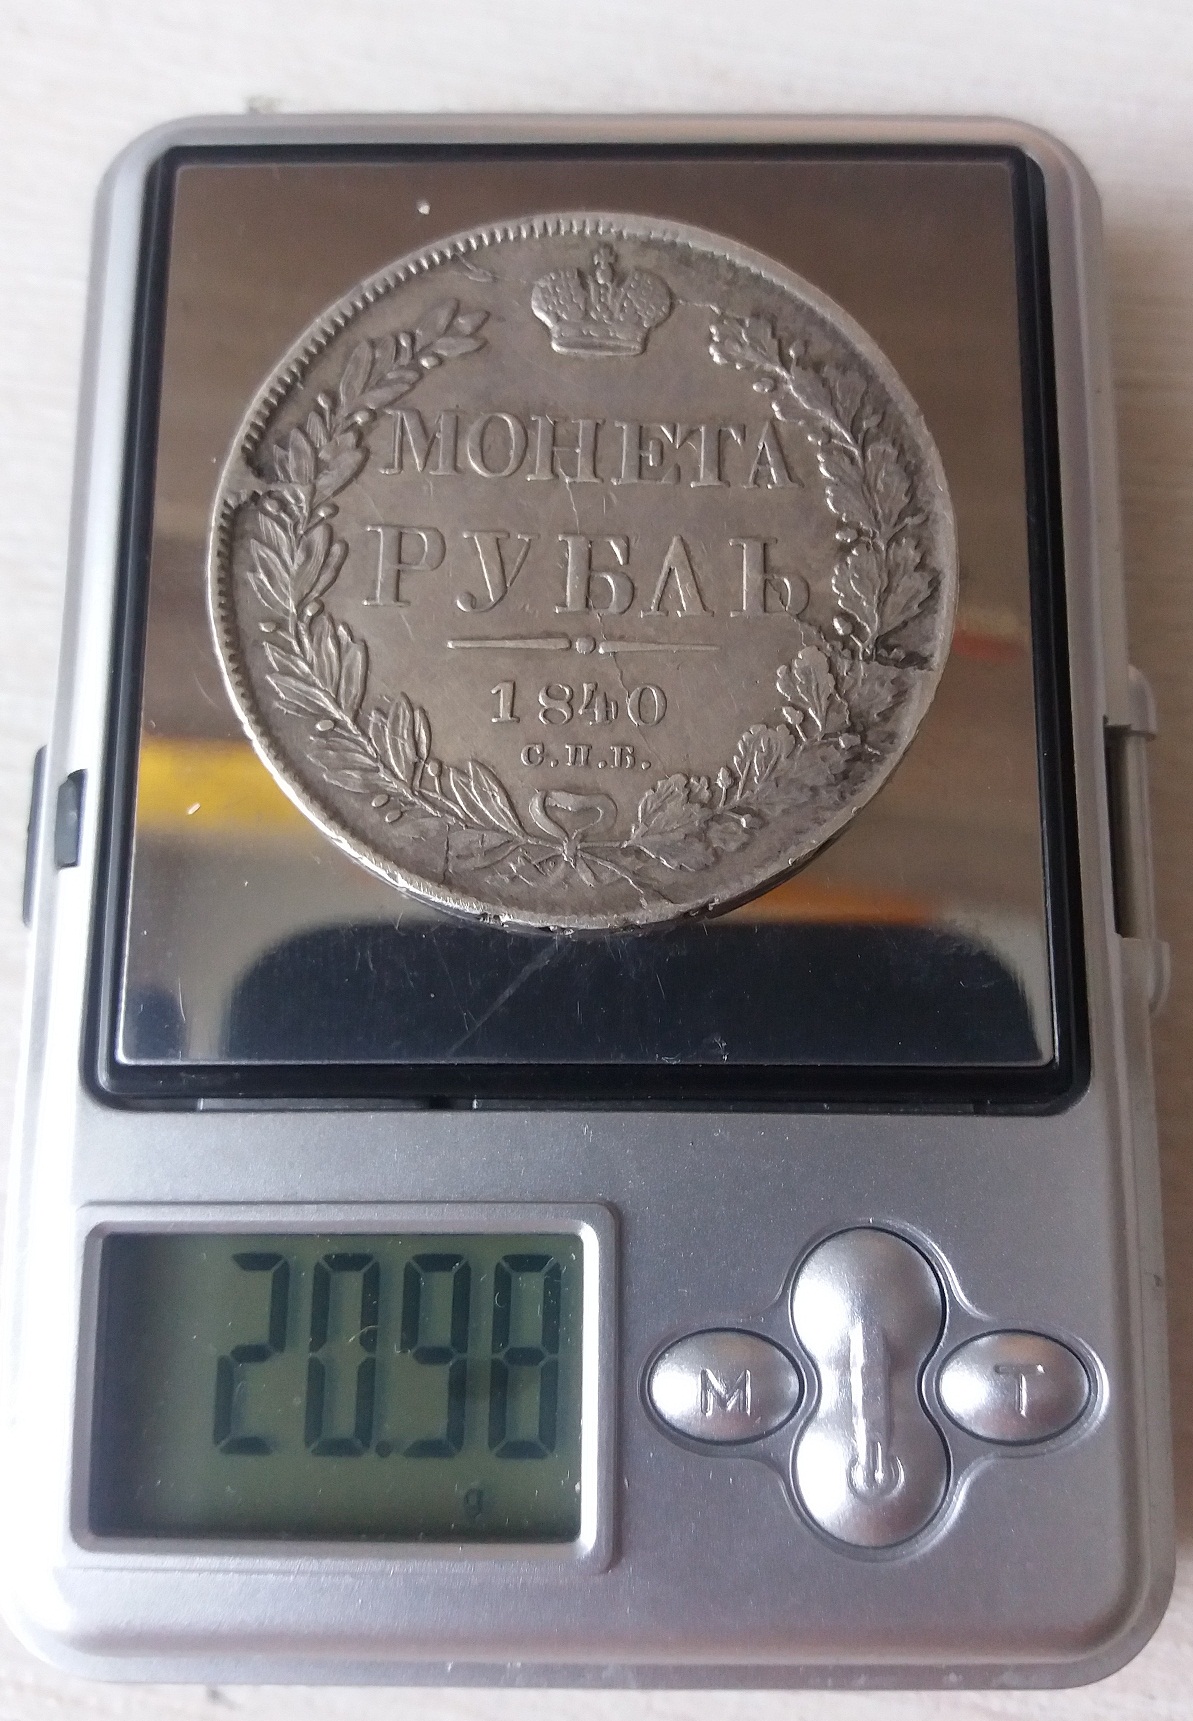 МОНЕТА
РУБЛЬ
1840
С.П.Б.
20.98
g
M T